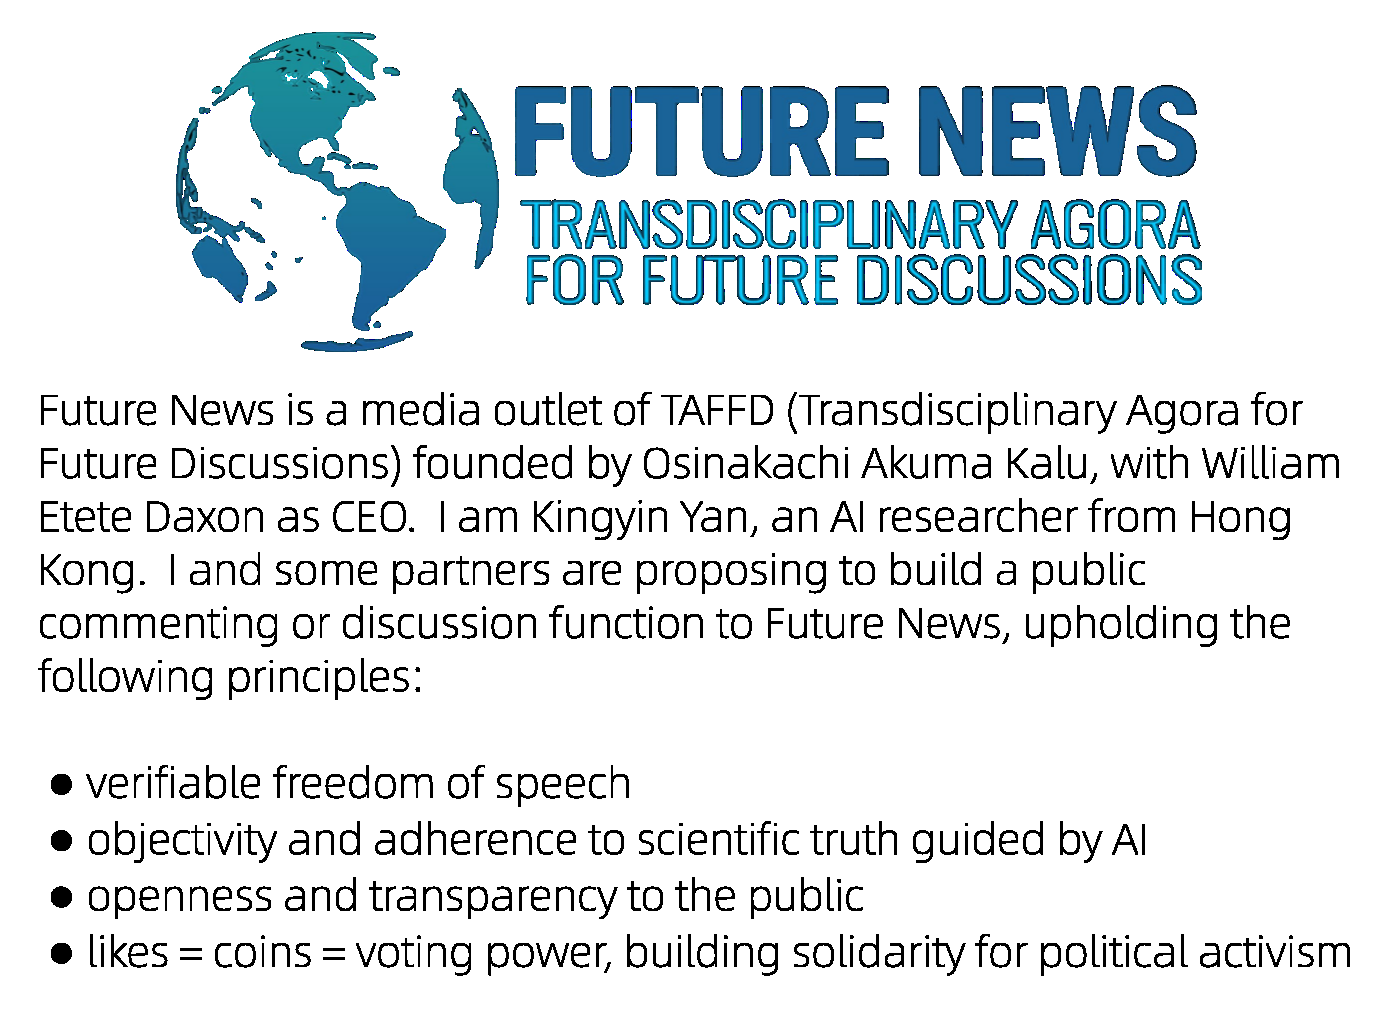 FUTURE NEWS
TRANSDISCIPLINARY AGORA
FOR FUTURE DISCUSSIONS
Future News is a media outlet of TAFFD (Transdisciplinary Agora for
Future Discussions) founded by Osinakachi Akuma Kalu, with William
Etete Daxon as CEO.  I am Kingyin Yan, an AI researcher from Hong
Kong.  I and some partners are proposing to build a public
commenting or discussion function to Future News, upholding the
following principles:
● verifiable freedom of speech
● objectivity and adherence to scientific truth guided by AI
● openness and transparency to the public
● likes = coins = voting power, building solidarity for political activism